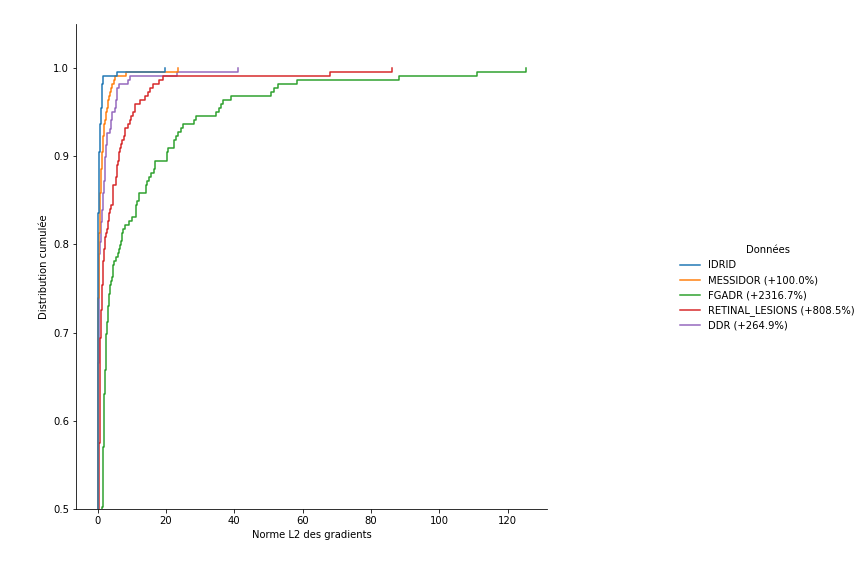 1.0
0.9
0.8
0.7
0.6
0.5
Distribution cumulée
0
20
40
60
80
100
120
Norme L2 des gradients
Données
IDRID
MESSIDOR (+100.0%)
FGADR (+2316.7%)
RETINAL_LESIONS (+808.5%)
DDR (+264.9%)